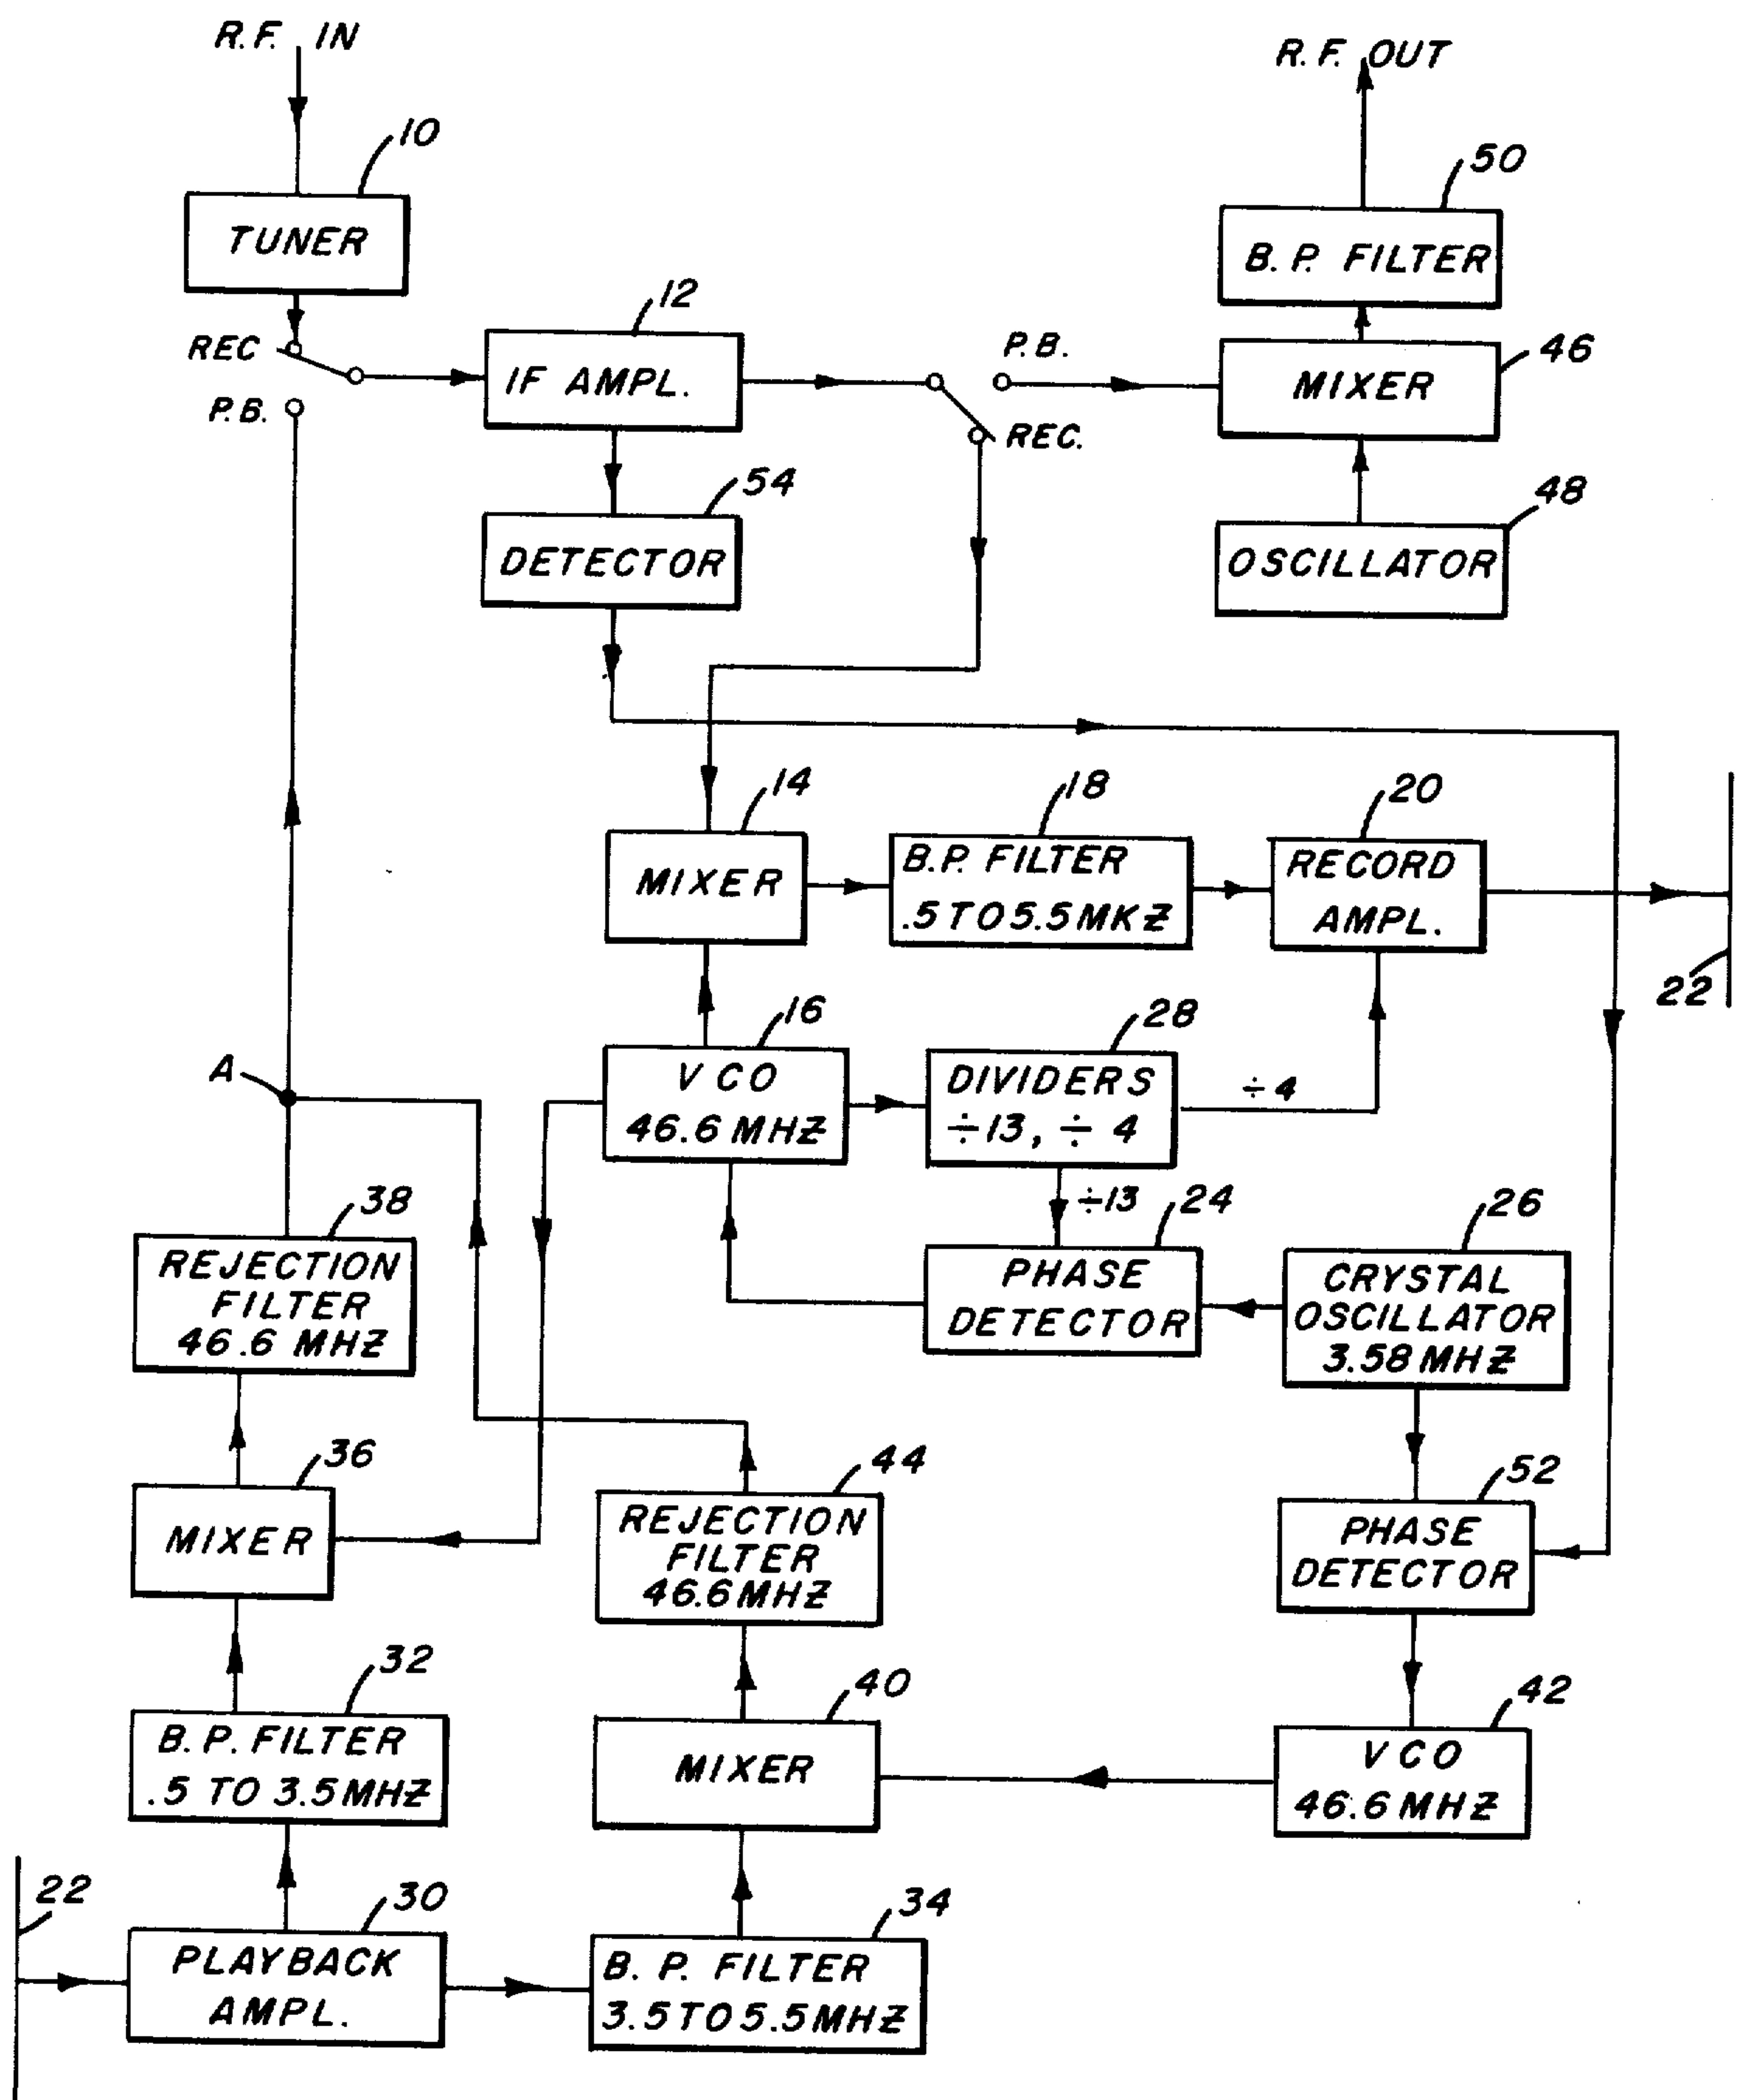 R.F. IN
R.F. OUT
10
TUNER
50
B.P. FILTER
12
IF AMPL.
REC
P.B.
P.B.
REC.
46
MIXER
54
DETECTOR
48
OSCILLATOR
14
MIXER
18
B.P. FILTER
.5 TO 5.5 MKZ
20
RECORD
AMPL.
22
16
VCO
46.6 MHZ
28
DIVIDERS
÷13, ÷ 4
÷4
÷13
A
38
REJECTION
FILTER
46.6 MHZ
24
PHASE
DETECTOR
26
CRYSTAL
OSCILLATOR
3.58 MHZ
36
MIXER
44
REJECTION
FILTER
46.6 MHZ
52
PHASE
DETECTOR
32
B.P. FILTER
.5 TO 3.5 MHZ
40
MIXER
42
VCO
46.6 MHZ
22
30
PLAYBACK
AMPL.
34
B.P. FILTER
3.5 TO 5.5 MHZ